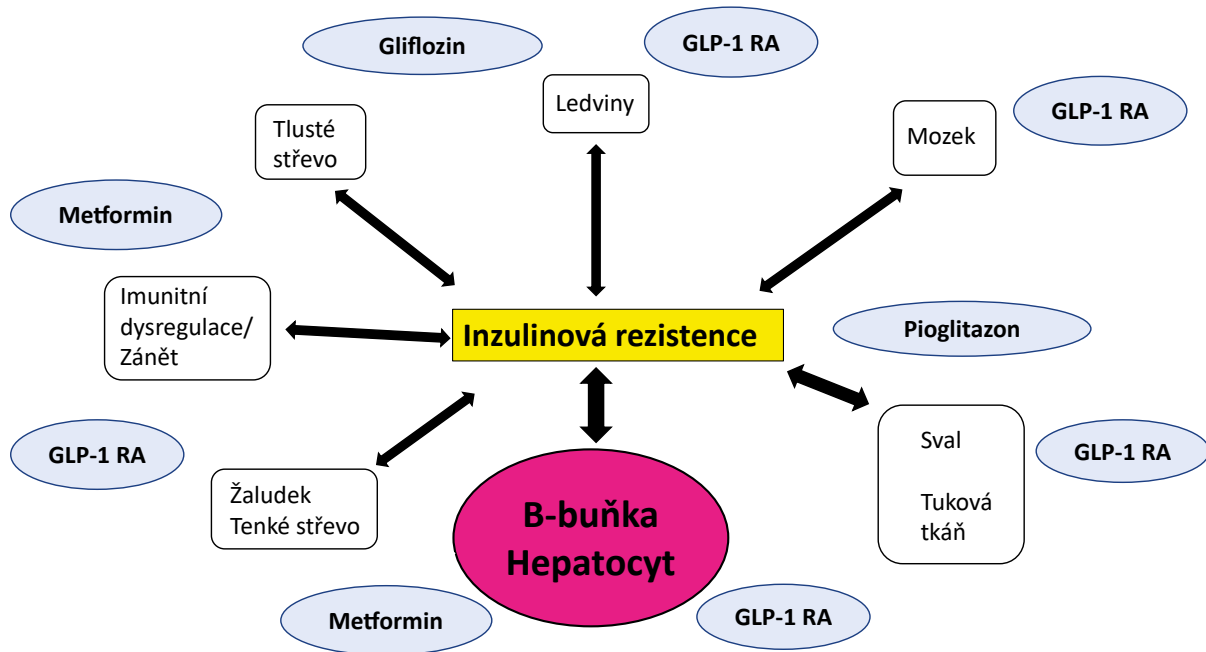 Gliflozin
GLP-1 RA
Ledviny
GLP-1 RA
Mozek
Tlusté
střevo
Metformin
Imunitní
dysregulace/
Zánět
Inzulinová rezistence
Pioglitazon
GLP-1 RA
Žaludek
Tenké střevo
B-buňka
Hepatocyt
Sval
Tuková
tkáň
GLP-1 RA
Metformin
GLP-1 RA